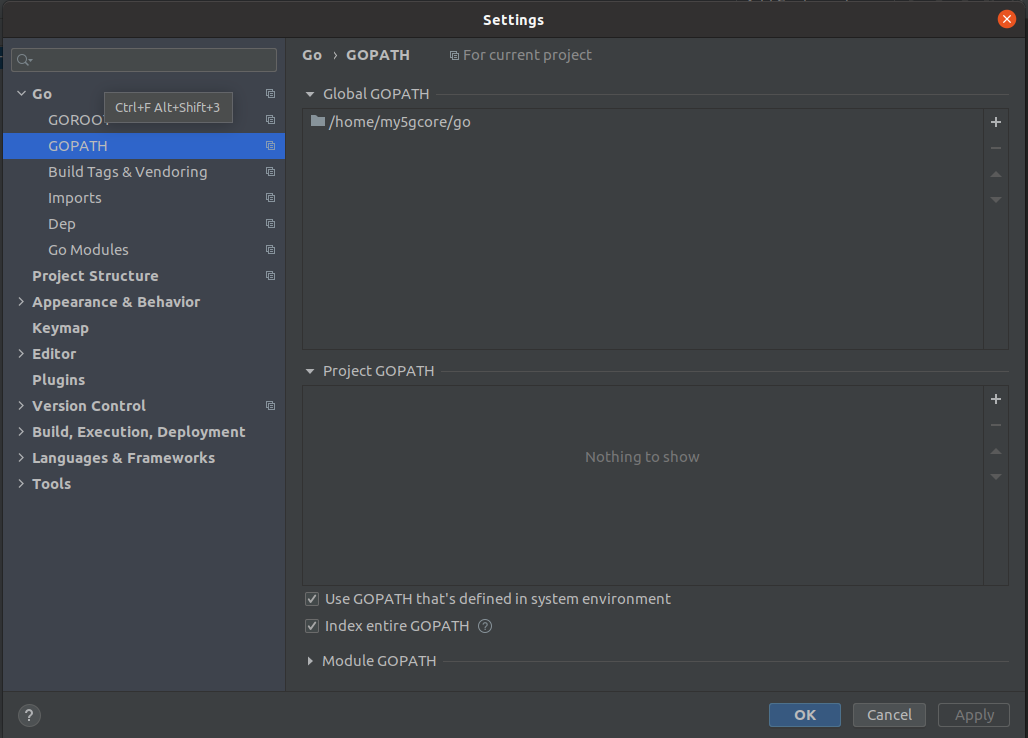 Settings
Go › GOPATH For current project
Go
Ctrl+F Alt+Shift+3
GOROOT
GOPATH
Build Tags & Vendoring
Imports
Dep
Go Modules
Project Structure
Appearance & Behavior
Keymap
Editor
Plugins
Version Control
Build, Execution, Deployment
Languages & Frameworks
Tools
Global GOPATH
/home/my5gcore/go
Project GOPATH
Nothing to show
Use GOPATH that's defined in system environment
Index entire GOPATH ?
Module GOPATH
?
OK Cancel Apply